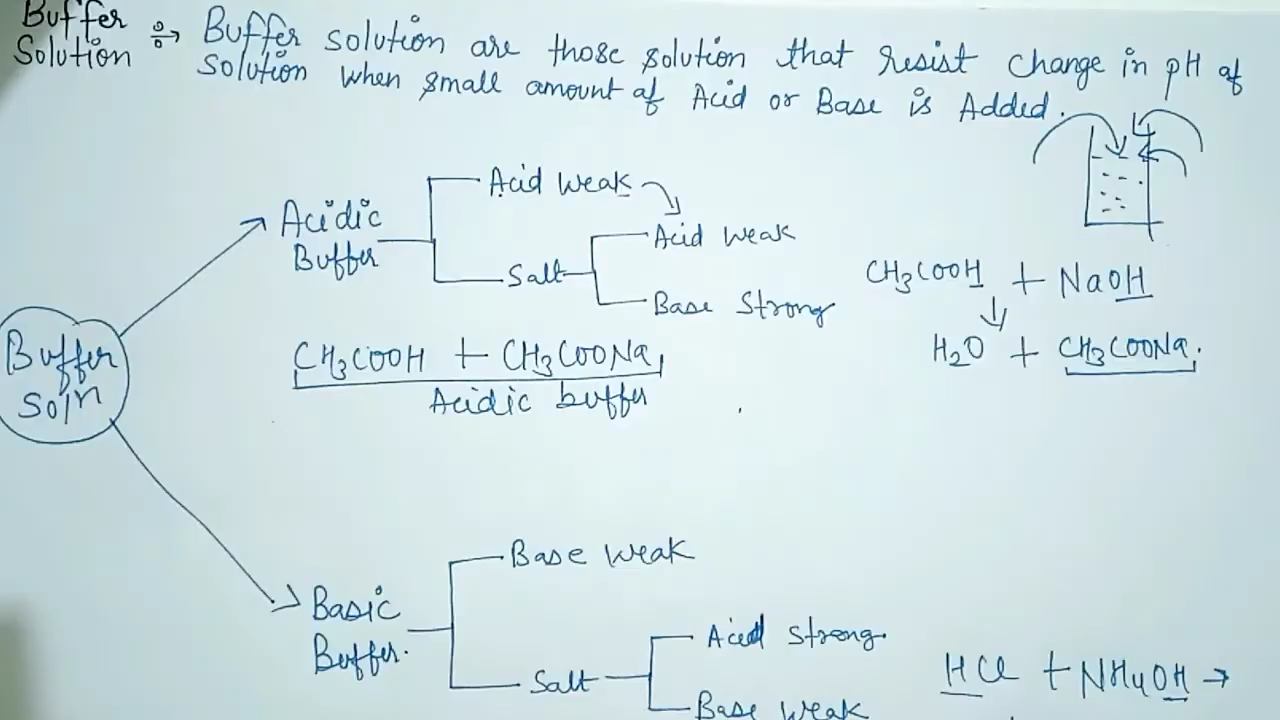 Buffer
Solution ÷→ Buffer solution are those solution that resist change in pH of
solution when small amount of Acid or Base is Added.
Acidic
Buffer
Acid Weak
Salt
Acid Weak
Base Strong
CH3COOH + NaOH
↓
H2O + CH3COONa.
CH3COOH + CH3COONa
Acidic buffer
Buffer
Soln
Basic
Buffer.
Base Weak
Salt
Acid Strong
Base Weak
HCl + NH4OH →